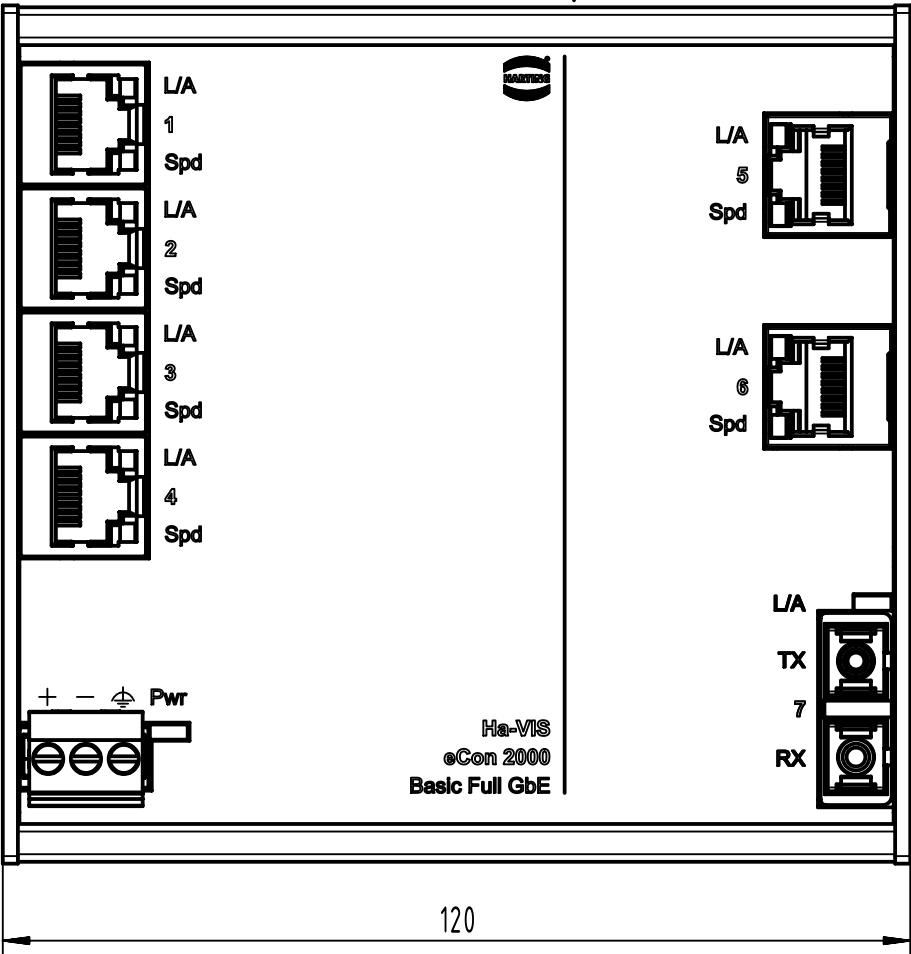 HARTING
L/A
1
Spd
L/A
2
Spd
L/A
3
Spd
L/A
4
Spd
L/A
5
Spd
L/A
6
Spd
L/A
TX
7
RX
+ − ⏚ Pwr
Ha-VIS
eCon 2000
Basic Full GbE
120